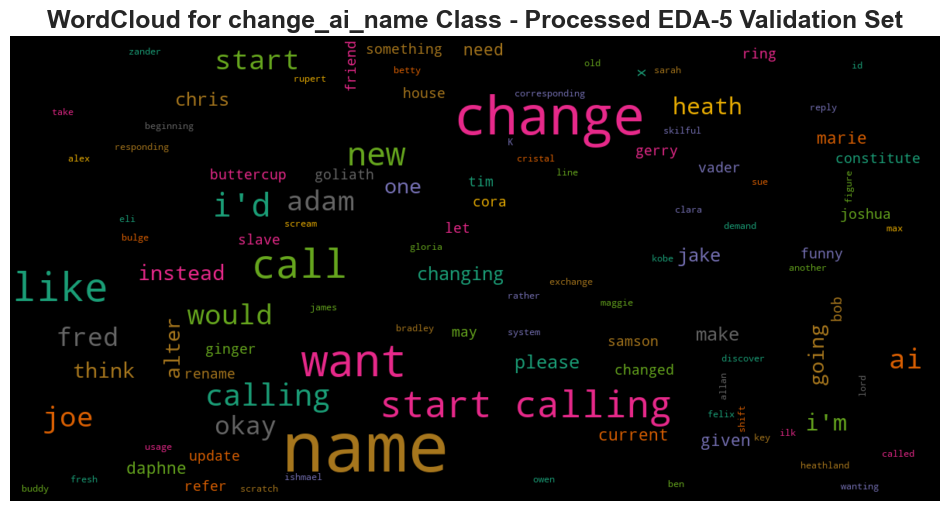 WordCloud for change_ai_name Class - Processed EDA-5 Validation Set
zander
start
rupert
friend
something
need
betty
old
x
sarah
ring
id
take
chris
house
corresponding
change
heath
reply
beginning
skilful
K
marie
alex
responding
new
cristal
gerry
constitute
buttercup
goliath
one
tim
line
vader
sue
figure
i'd
adam
cora
clara
joshua
eli
scream
let
demand
max
bulge
slave
gloria
kobe
jake
funny
like
instead
call
changing
exchange
another
rather
maggie
james
would
bob
fred
alter
ginger
bradley
may
system
samson
make
going
think
rename
want
please
changed
discover
ai
allan
lord
joe
calling
start calling
felix
shift
i'm
okay
name
current
given
key
ilk
usage
update
called
daphne
heathland
buddy
fresh
refer
scratch
ishmael
owen
ben
wanting